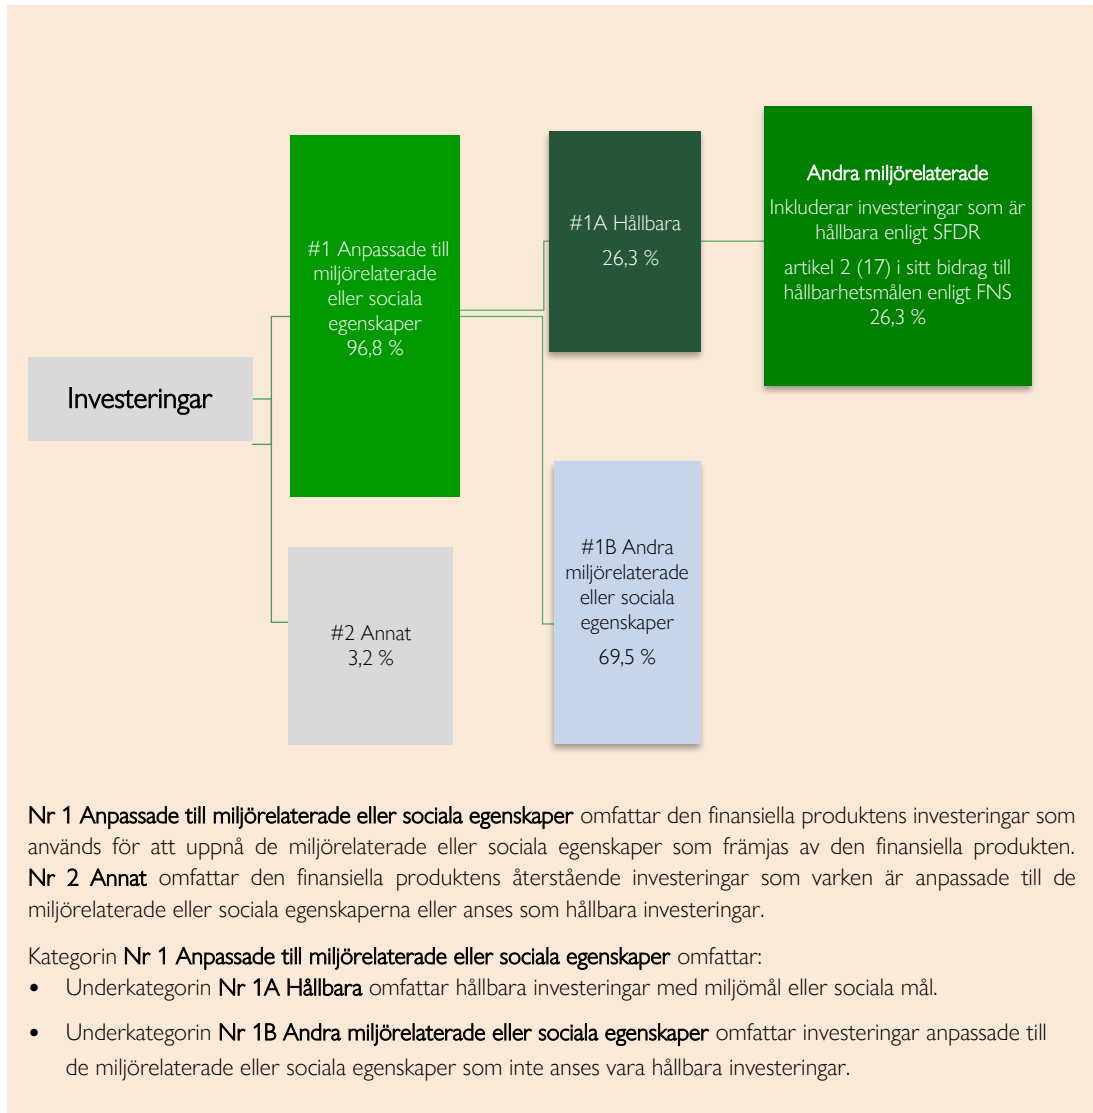 Investeringar
#1 Anpassade till
miljörelaterade
eller sociala
egenskaper
96,8 %
#2 Annat
3,2 %
#1A Hållbara
26,3 %
#1B Andra
miljörelaterade
eller sociala
egenskaper
69,5 %
Andra miljörelaterade
Inkluderar investeringar som är
hållbara enligt SFDR
artikel 2 (17) i sitt bidrag till
hållbarhetsmålen enligt FNS
26,3 %
Nr 1 Anpassade till miljörelaterade eller sociala egenskaper omfattar den finansiella produktens investeringar som
används för att uppnå de miljörelaterade eller sociala egenskaper som främjas av den finansiella produkten.
Nr 2 Annat omfattar den finansiella produktens återstående investeringar som varken är anpassade till de
miljörelaterade eller sociala egenskaperna eller anses som hållbara investeringar.
Kategorin Nr 1 Anpassade till miljörelaterade eller sociala egenskaper omfattar:
• Underkategorin Nr 1A Hållbara omfattar hållbara investeringar med miljömål eller sociala mål.
• Underkategorin Nr 1B Andra miljörelaterade eller sociala egenskaper omfattar investeringar anpassade till
de miljörelaterade eller sociala egenskaper som inte anses vara hållbara investeringar.